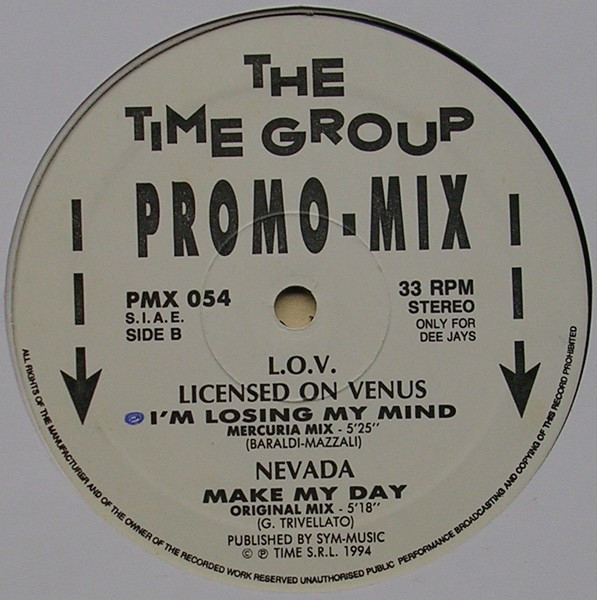 THE
TIME GROUP
PROMO-MIX
PMX 054
S.I.A.E.
SIDE B
33 RPM
STEREO
ONLY FOR
DEE JAYS
L.O.V.
LICENSED ON VENUS
I'M LOSING MY MIND
MERCURIA MIX - 5'25"
(BARALDI-MAZZALI)
NEVADA
MAKE MY DAY
ORIGINAL MIX - 5'18"
(G. TRIVELLATO)
PUBLISHED BY SYM-MUSIC
© ℗ TIME S.R.L. 1994
ALL RIGHTS OF THE MANUFACTURER AND OF THE OWNER OF THE RECORDED WORK RESERVED UNAUTHORISED PUBLIC PERFORMANCE BROADCASTING AND COPYING OF THIS RECORD PROHIBITED